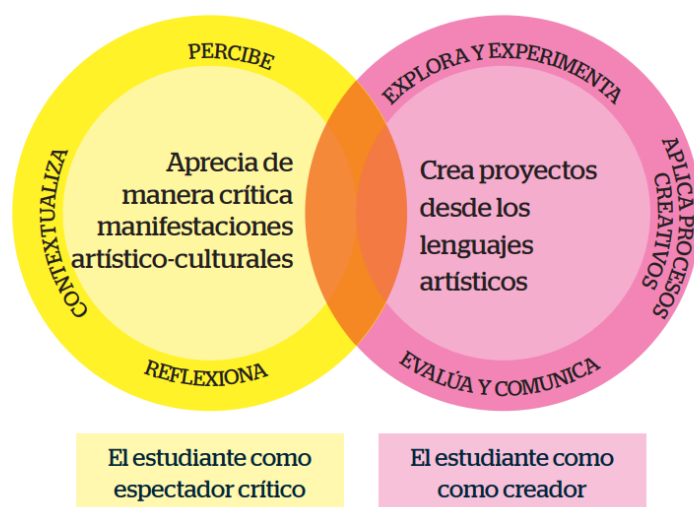 PERCIBE
CONTEXTUALIZA
REFLEXIONA
Aprecia de
manera crítica
manifestaciones
artístico-culturales
EXPLORA Y EXPERIMENTA
APLICA PROCESOS
CREATIVOS
EVALÚA Y COMUNICA
Crea proyectos
desde los
lenguajes
artísticos
El estudiante como
espectador crítico
El estudiante como
como creador